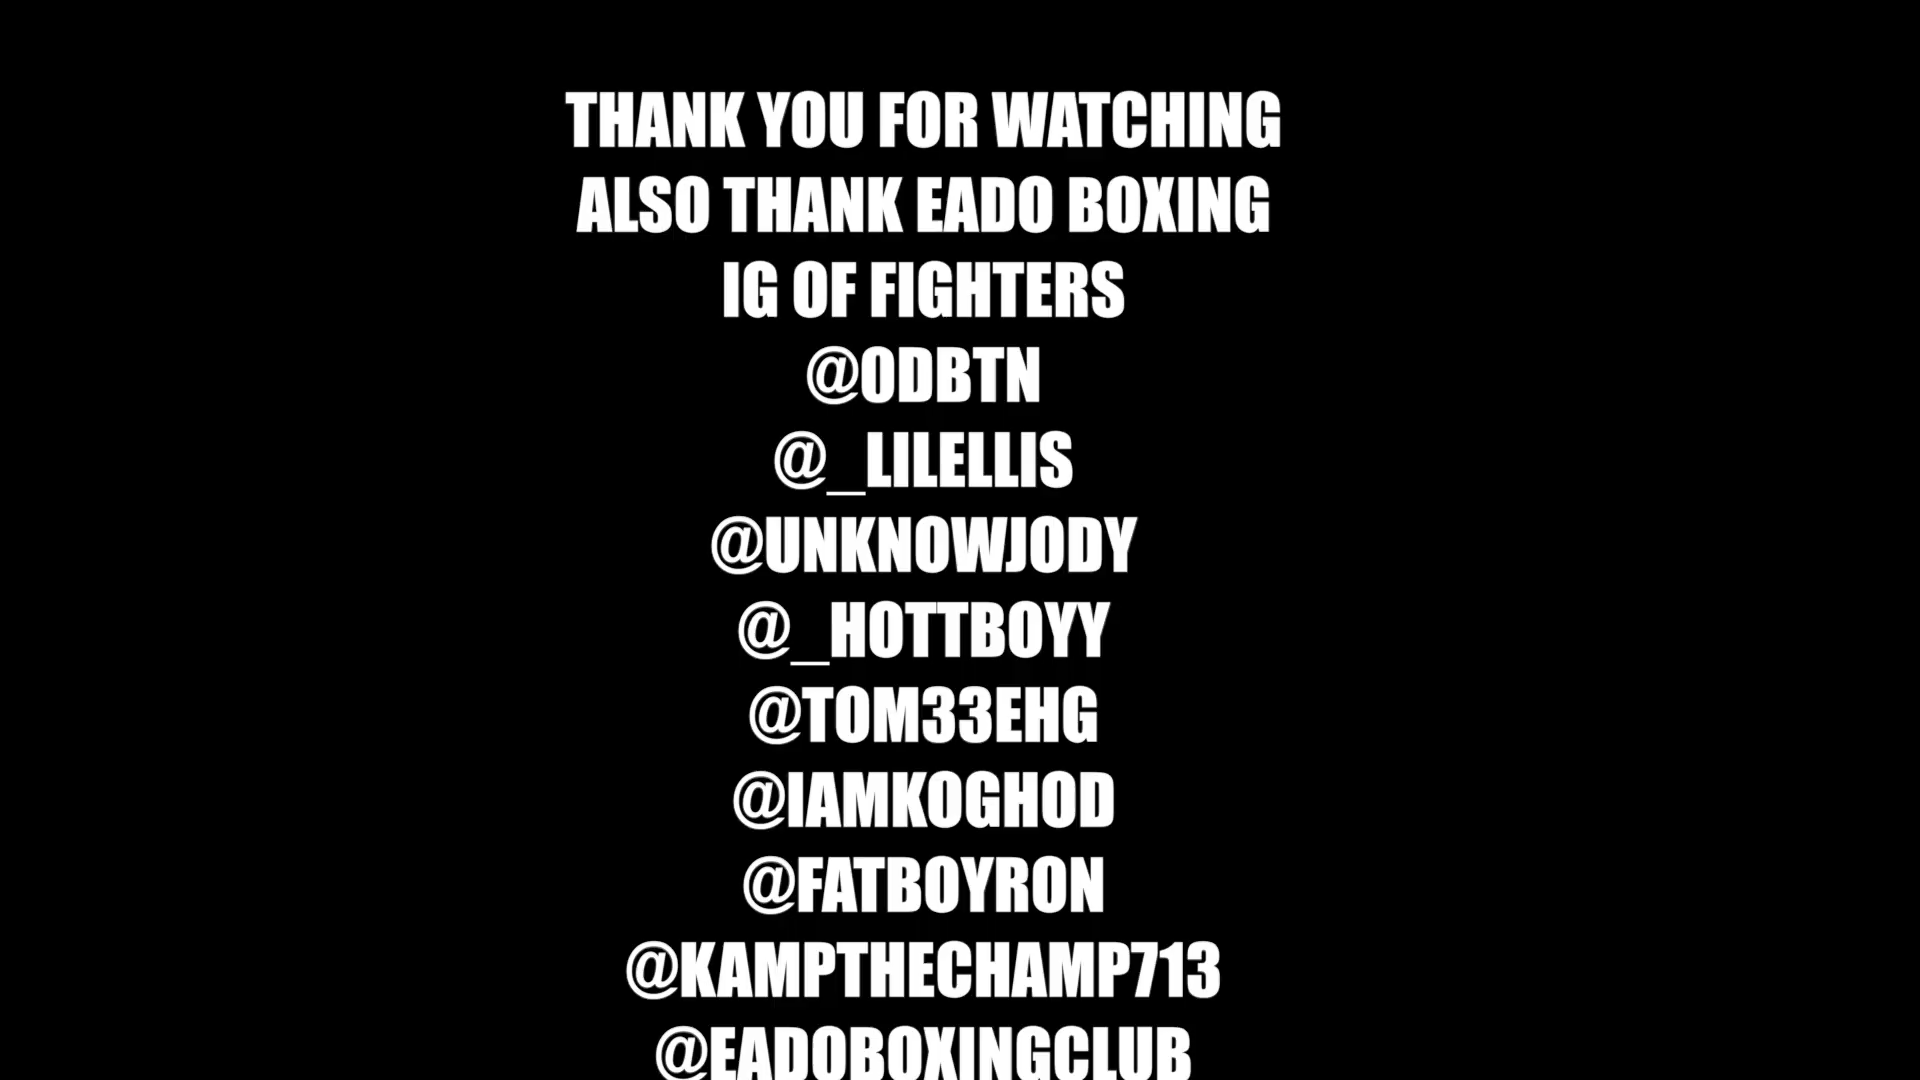 THANK YOU FOR WATCHING
ALSO THANK EADO BOXING
IG OF FIGHTERS
@ODBTN
@_LILELLIS
@UNKNOWJODY
@_HOTTBOYY
@TOM33EHG
@IAMKOGHOD
@FATBOYRON
@KAMPTHECHAMP713
@EADOBOXINGCLUB